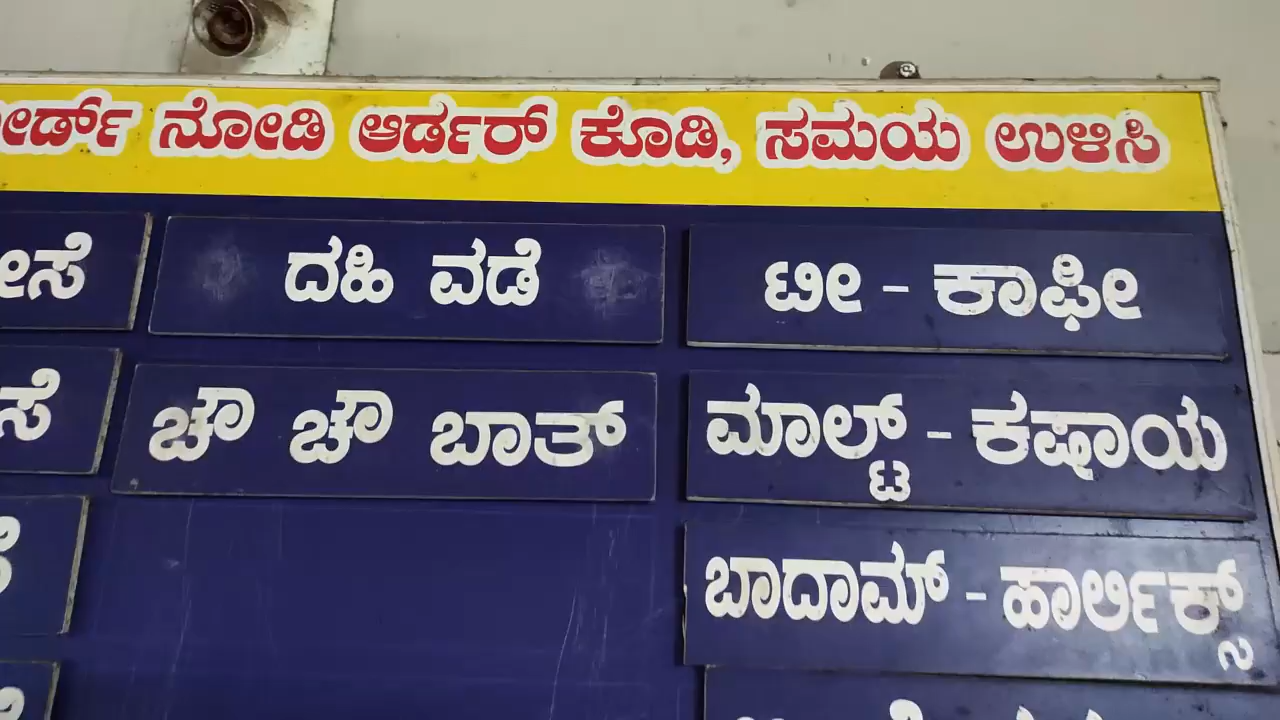 ನೋಡಿ ಆರ್ಡರ್ ಕೊಡಿ, ಸಮಯ ಉಳಿಸಿ
ದಹಿ ವಡೆ
ಟೀ - ಕಾಫೀ
ಚೌ ಚೌ ಬಾತ್
ಮಾಲ್ಟ್ - ಕಷಾಯ
ಬಾದಾಮ್ - ಹಾರ್ಲಿಕ್ಸ್